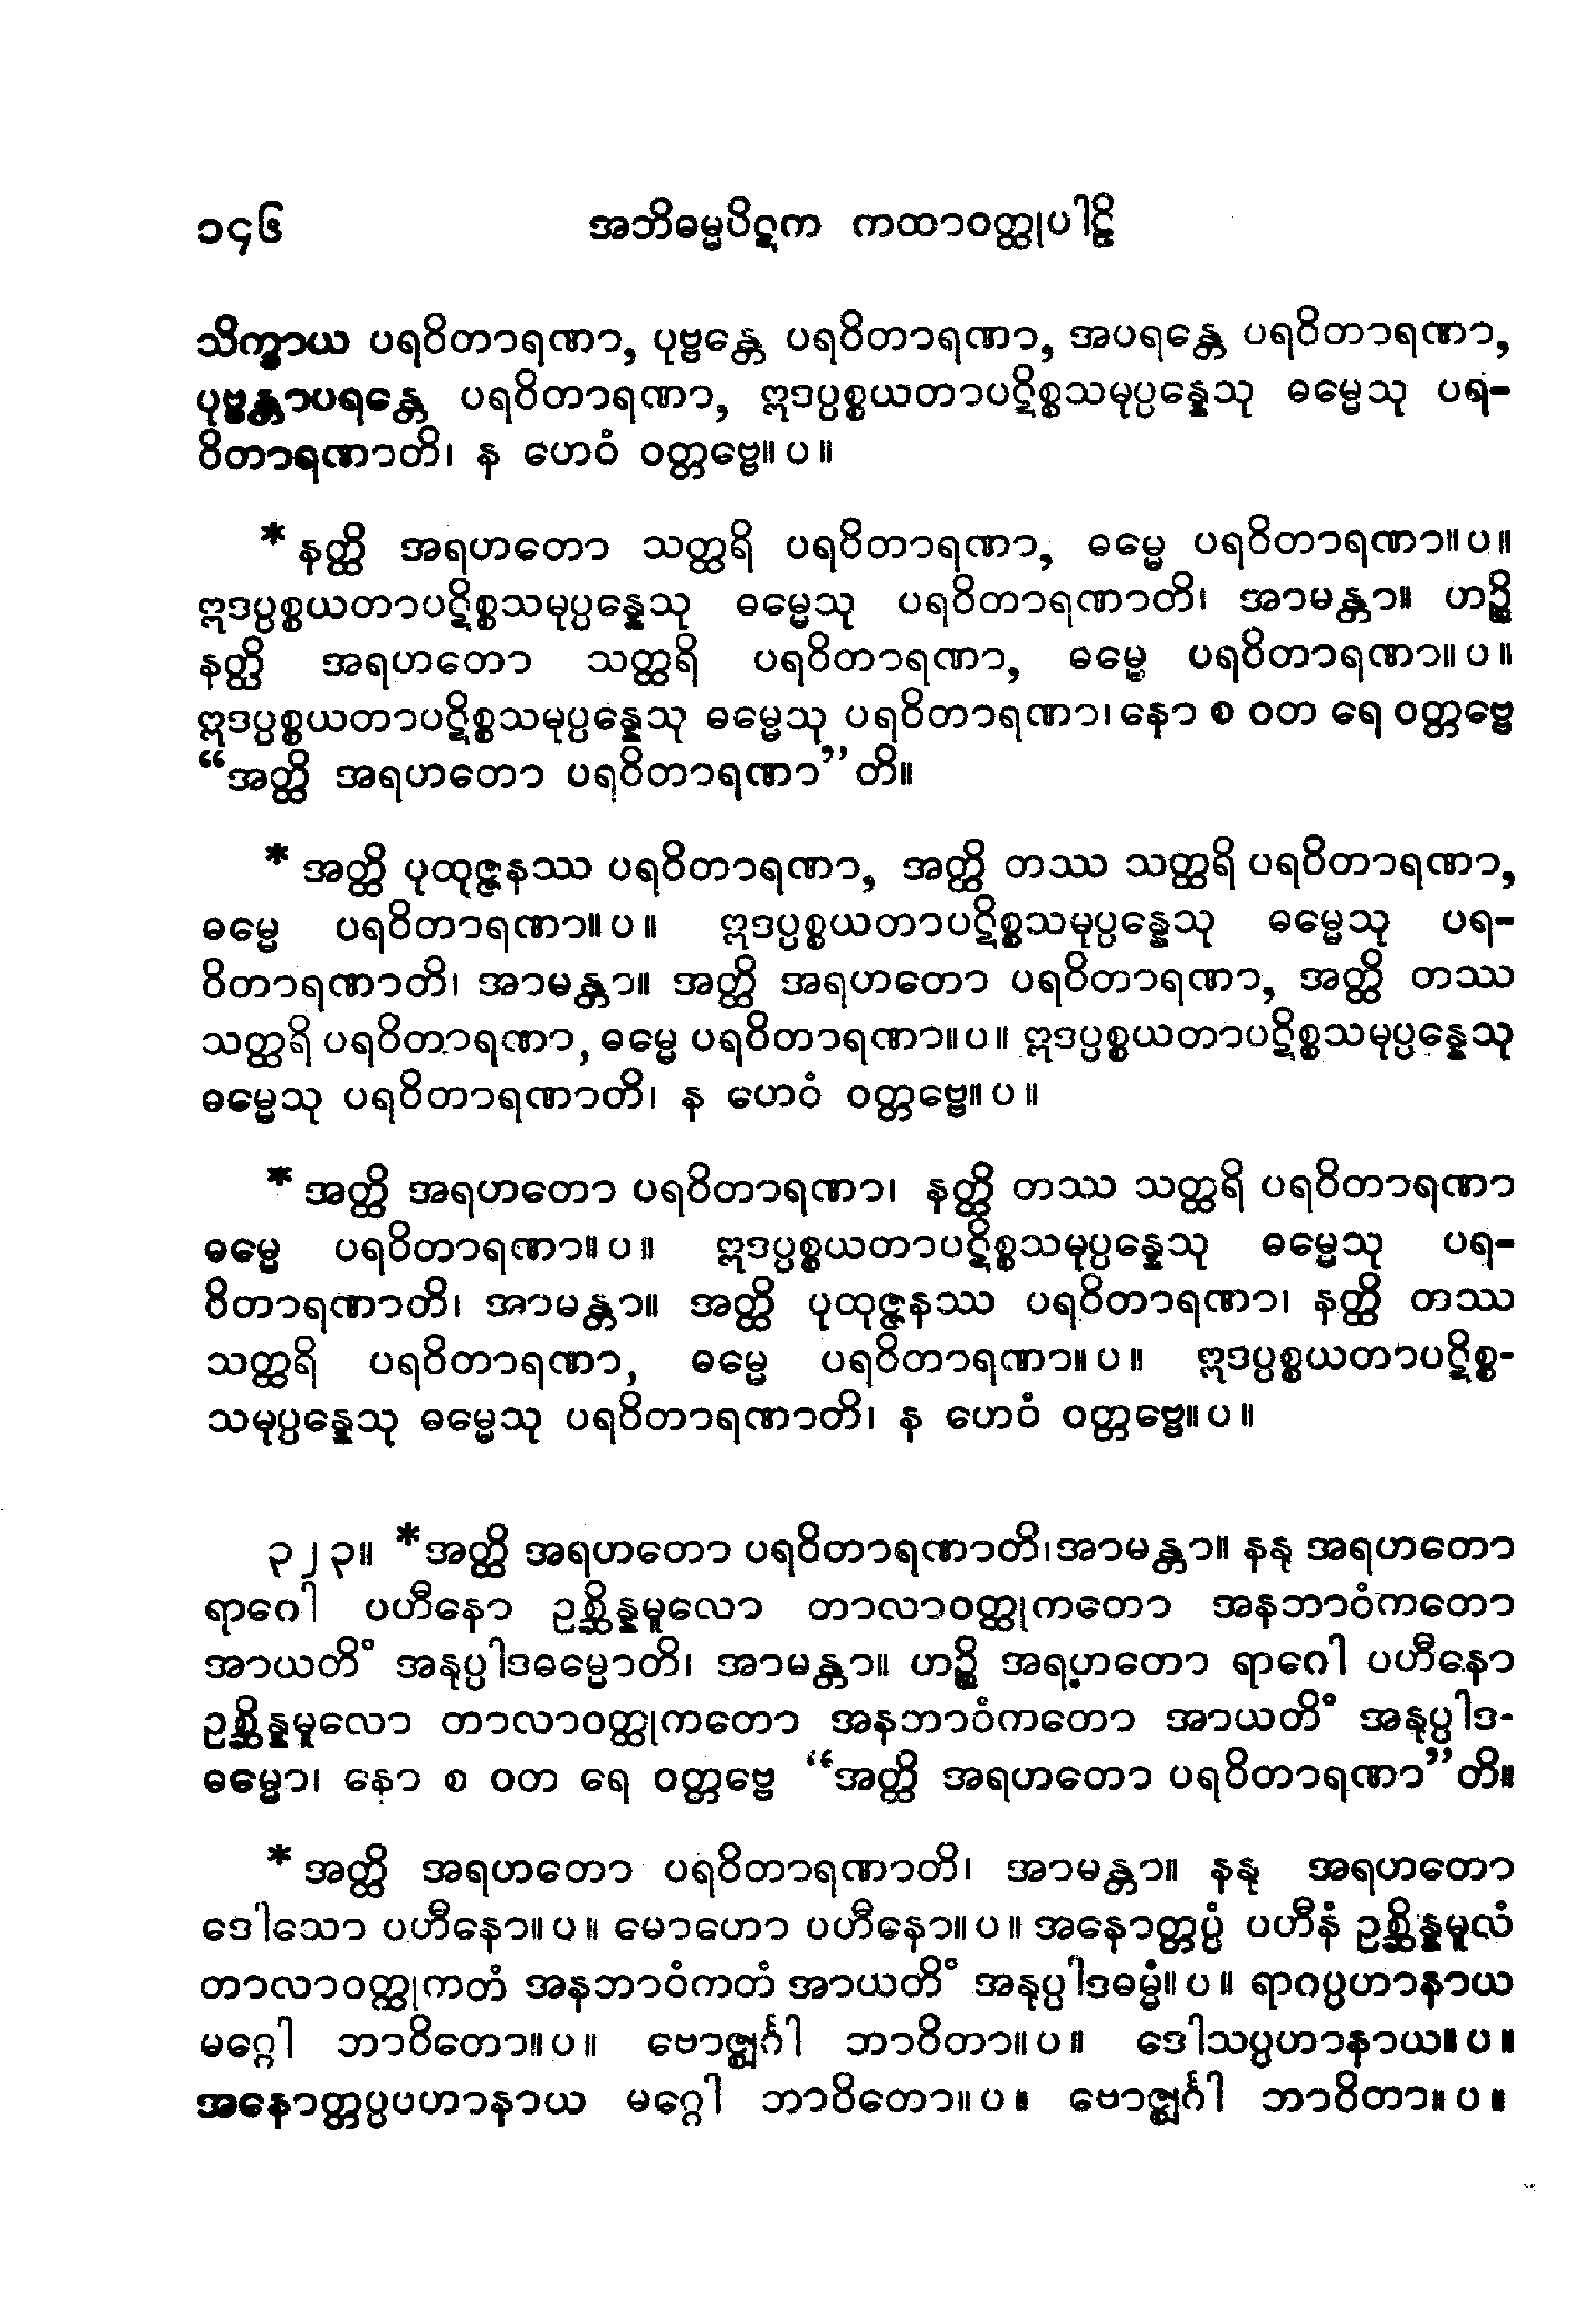 ၁၄၆ အဘိဓမ္မပိဋက ကထာဝတ္ထုပါဠိ
သိက္ခာယ ပရဝိတာရဏာ, ပုဗ္ဗန္တေ ပရဝိတာရဏာ, အပရန္တေ ပရဝိတာရဏာ,
ပုဗ္ဗန္တာပရန္တေ ပရဝိတာရဏာ, ဣဒပ္ပစ္စယတာပဋိစ္စသမုပ္ပန္နေသု ဓမ္မေသု ပရ-
ဝိတာရဏာတိ၊ န ဟေဝံ ဝတ္တဗ္ဗေ။ ပ ။
* နတ္ထိ အရဟတော သတ္ထရိ ပရဝိတာရဏာ, ဓမ္မေ ပရဝိတာရဏာ။ ပ ။
ဣဒပ္ပစ္စယတာပဋိစ္စသမုပ္ပန္နေသု ဓမ္မေသု ပရဝိတာရဏာတိ၊ အာမန္တာ။ ဟဉ္စိ
နတ္ထိ အရဟတော သတ္ထရိ ပရဝိတာရဏာ, ဓမ္မေ ပရဝိတာရဏာ။ ပ ။
ဣဒပ္ပစ္စယတာပဋိစ္စသမုပ္ပန္နေသု ဓမ္မေသု ပရဝိတာရဏာ၊ နော စ ဝတ ရေ ဝတ္တဗ္ဗေ
“အတ္ထိ အရဟတော ပရဝိတာရဏာ”တိ။
* အတ္ထိ ပုထုဇ္ဇနဿ ပရဝိတာရဏာ, အတ္ထိ တဿ သတ္ထရိ ပရဝိတာရဏာ,
ဓမ္မေ ပရဝိတာရဏာ။ ပ ။ ဣဒပ္ပစ္စယတာပဋိစ္စသမုပ္ပန္နေသု ဓမ္မေသု ပရ-
ဝိတာရဏာတိ၊ အာမန္တာ။ အတ္ထိ အရဟတော ပရဝိတာရဏာ, အတ္ထိ တဿ
သတ္ထရိ ပရဝိတာရဏာ, ဓမ္မေ ပရဝိတာရဏာ။ ပ ။ ဣဒပ္ပစ္စယတာပဋိစ္စသမုပ္ပန္နေသု
ဓမ္မေသု ပရဝိတာရဏာတိ၊ န ဟေဝံ ဝတ္တဗ္ဗေ။ ပ ။
* အတ္ထိ အရဟတော ပရဝိတာရဏာ၊ နတ္ထိ တဿ သတ္ထရိ ပရဝိတာရဏာ
ဓမ္မေ ပရဝိတာရဏာ။ ပ ။ ဣဒပ္ပစ္စယတာပဋိစ္စသမုပ္ပန္နေသု ဓမ္မေသု ပရ-
ဝိတာရဏာတိ၊ အာမန္တာ။ အတ္ထိ ပုထုဇ္ဇနဿ ပရဝိတာရဏာ၊ နတ္ထိ တဿ
သတ္ထရိ ပရဝိတာရဏာ, ဓမ္မေ ပရဝိတာရဏာ။ ပ ။ ဣဒပ္ပစ္စယတာပဋိစ္စ-
သမုပ္ပန္နေသု ဓမ္မေသု ပရဝိတာရဏာတိ၊ န ဟေဝံ ဝတ္တဗ္ဗေ။ ပ ။
၃၂၃။ * အတ္ထိ အရဟတော ပရဝိတာရဏာတိ၊ အာမန္တာ။ နနု အရဟတော
ရာဂေါ ပဟီနော ဥစ္ဆိန္နမူလော တာလာဝတ္ထုကတော အနဘာဝံကတော
အာယတိံ အနုပ္ပါဒဓမ္မောတိ၊ အာမန္တာ။ ဟဉ္စိ အရဟတော ရာဂေါ ပဟီနော
ဥစ္ဆိန္နမူလော တာလာဝတ္ထုကတော အနဘာဝံကတော အာယတိံ အနုပ္ပါဒ-
ဓမ္မော၊ နော စ ဝတ ရေ ဝတ္တဗ္ဗေ “အတ္ထိ အရဟတော ပရဝိတာရဏာ”တိ။
* အတ္ထိ အရဟတော ပရဝိတာရဏာတိ၊ အာမန္တာ။ နနု အရဟတော
ဒေါသော ပဟီနော။ ပ ။ မောဟော ပဟီနော။ ပ ။ အနောတ္တပ္ပံ ပဟီနံ ဥစ္ဆိန္နမူလံ
တာလာဝတ္ထုကတံ အနဘာဝံကတံ အာယတိံ အနုပ္ပါဒဓမ္မံ။ ပ ။ ရာဂပ္ပဟာနာယ
မဂ္ဂေါ ဘာဝိတော။ ပ ။ ဗောဇ္ဈင်္ဂါ ဘာဝိတာ။ ပ ။ ဒေါသပ္ပဟာနာယ။ ပ ။
အနောတ္တပ္ပပဟာနာယ မဂ္ဂေါ ဘာဝိတော။ ပ ။ ဗောဇ္ဈင်္ဂါ ဘာဝိတာ။ ပ ။